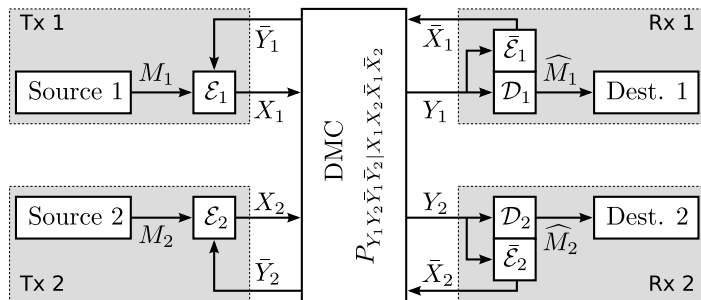 Tx 1
Source 1
M₁
ℰ₁
Ȳ₁
X₁
DMC
P_{Y₁Y₂Ȳ₁Ȳ₂|X₁X₂X̄₁X̄₂}
X̄₁
Y₁
Rx 1
ℰ̄₁
𝒟₁
M̂₁
Dest. 1
Source 2
M₂
ℰ₂
X₂
Ȳ₂
Tx 2
Y₂
X̄₂
𝒟₂
ℰ̄₂
M̂₂
Dest. 2
Rx 2